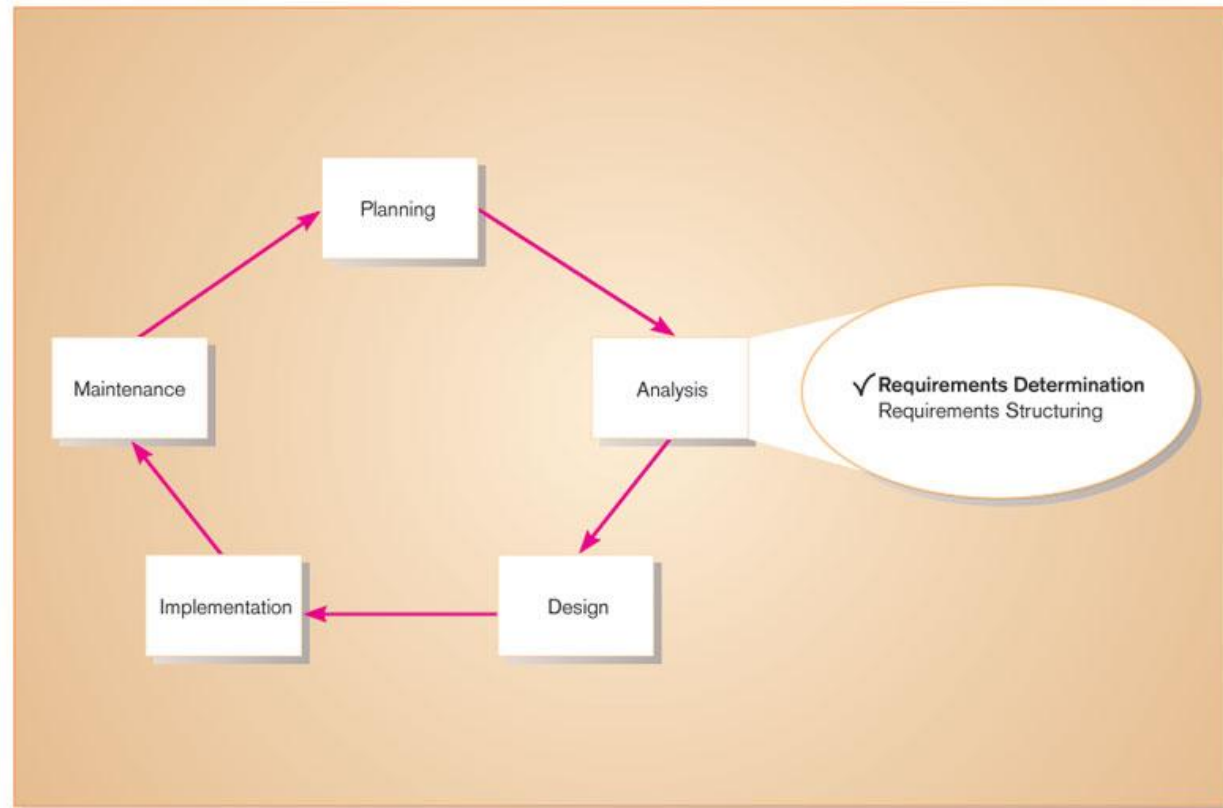 Planning
Maintenance
Analysis
✓ Requirements Determination
Requirements Structuring
Implementation
Design